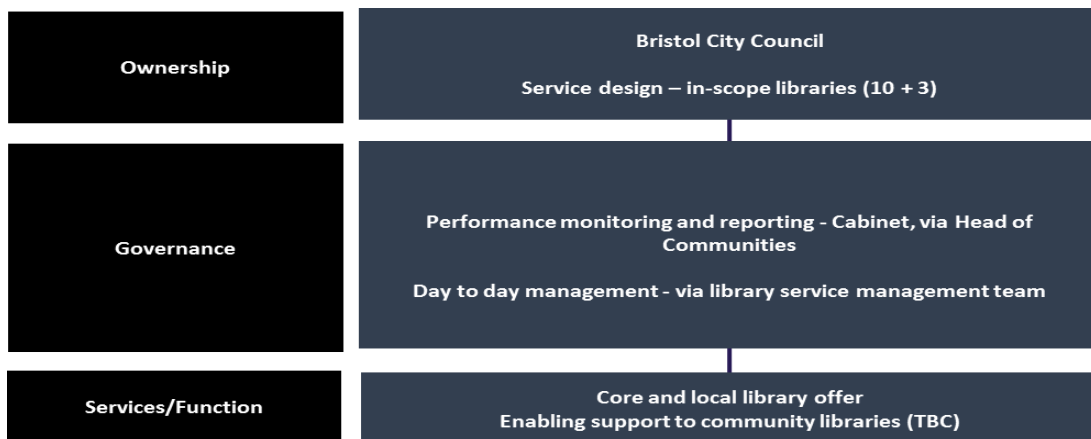 Ownership
Bristol City Council
Service design – in-scope libraries (10 + 3)
Governance
Performance monitoring and reporting - Cabinet, via Head of
Communities
Day to day management - via library service management team
Services/Function
Core and local library offer
Enabling support to community libraries (TBC)